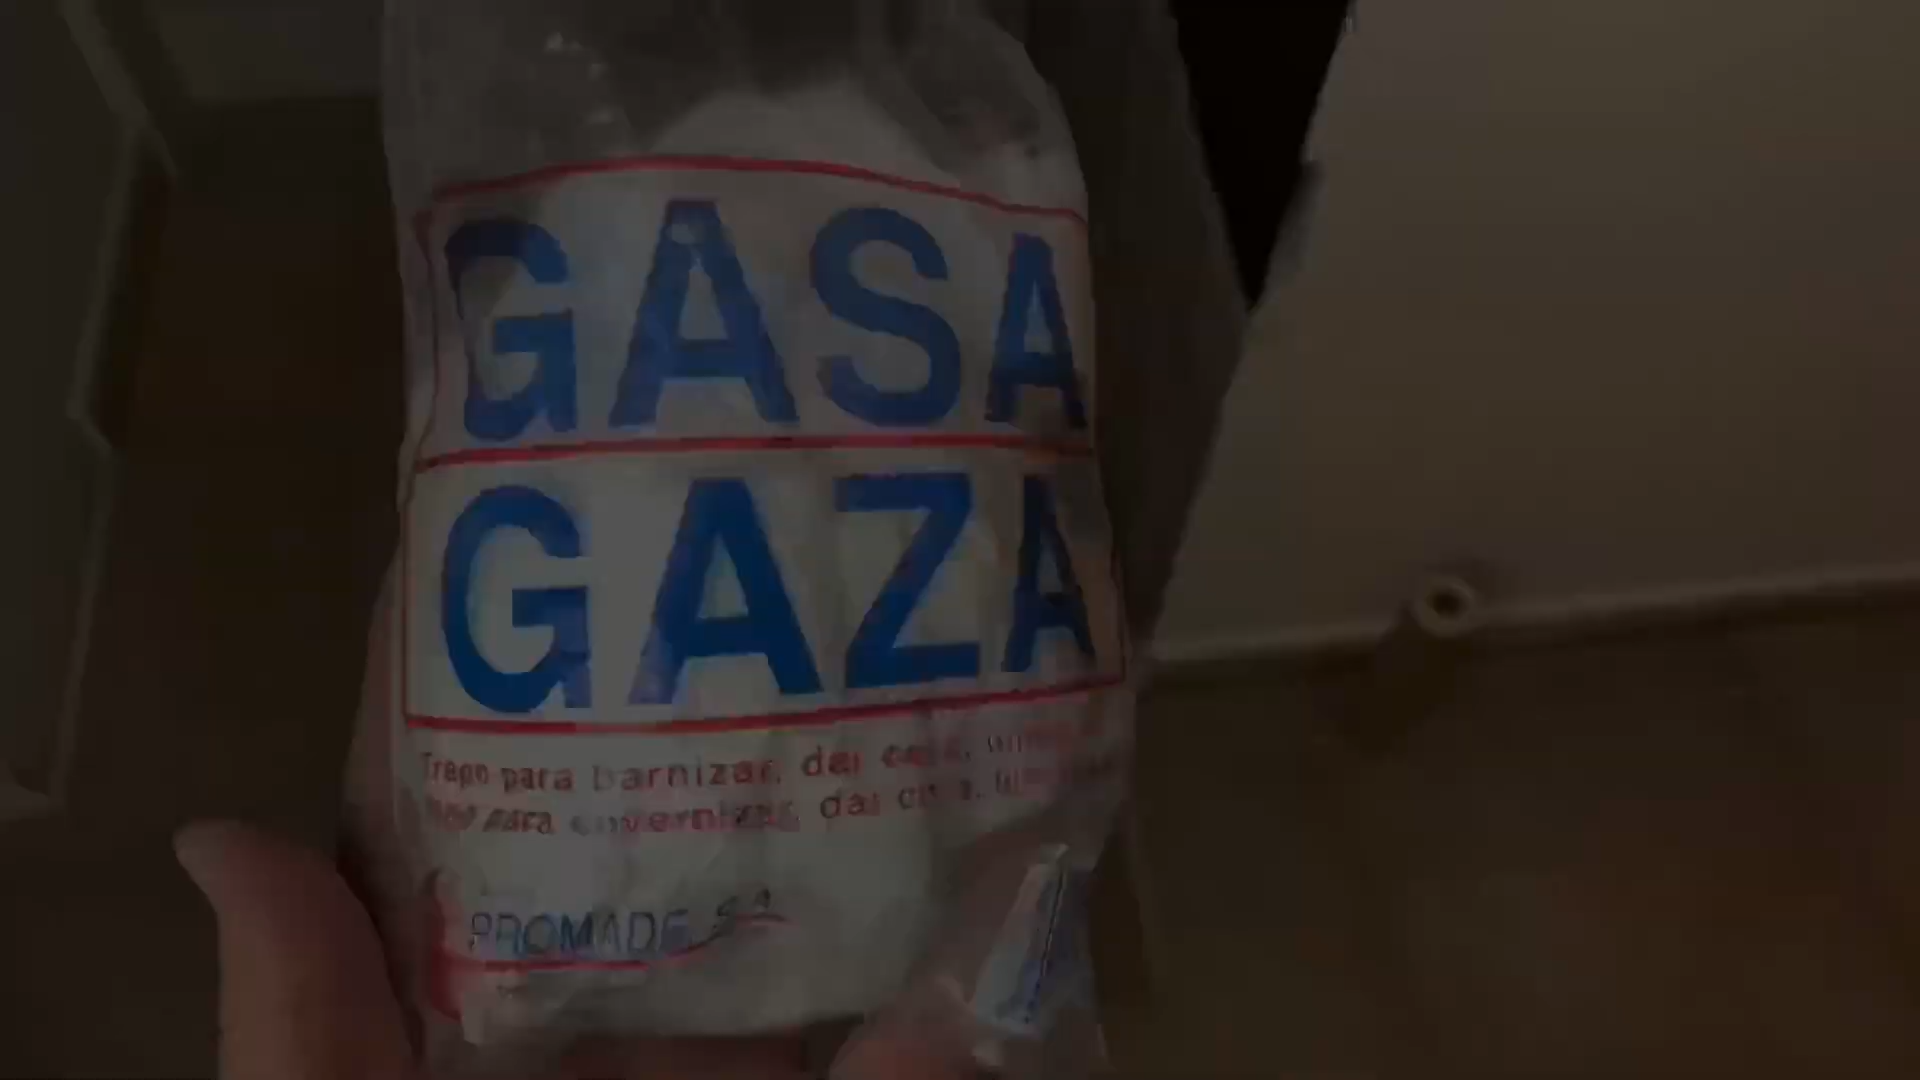 GASA
GAZA
Trapo para barnizar, dar cera,
para envernizar, dar cera,
PROMADE, S.A.